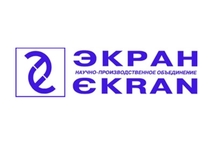 ЭКРАН
НАУЧНО-ПРОИЗВОДСТВЕННОЕ ОБЪЕДИНЕНИЕ
ЄKRAN